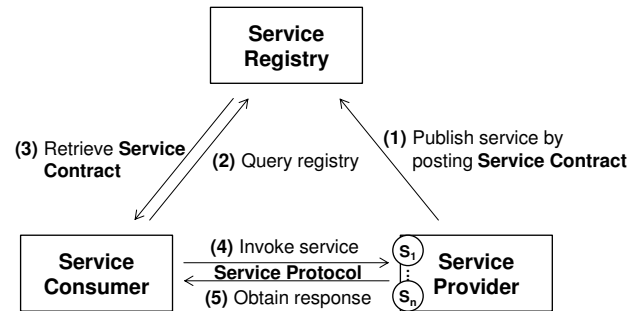 Service
Registry
(3) Retrieve Service
Contract
(2) Query registry
(1) Publish service by
posting Service Contract
Service
Consumer
(4) Invoke service
Service Protocol
(5) Obtain response
S1
Sn
Service
Provider